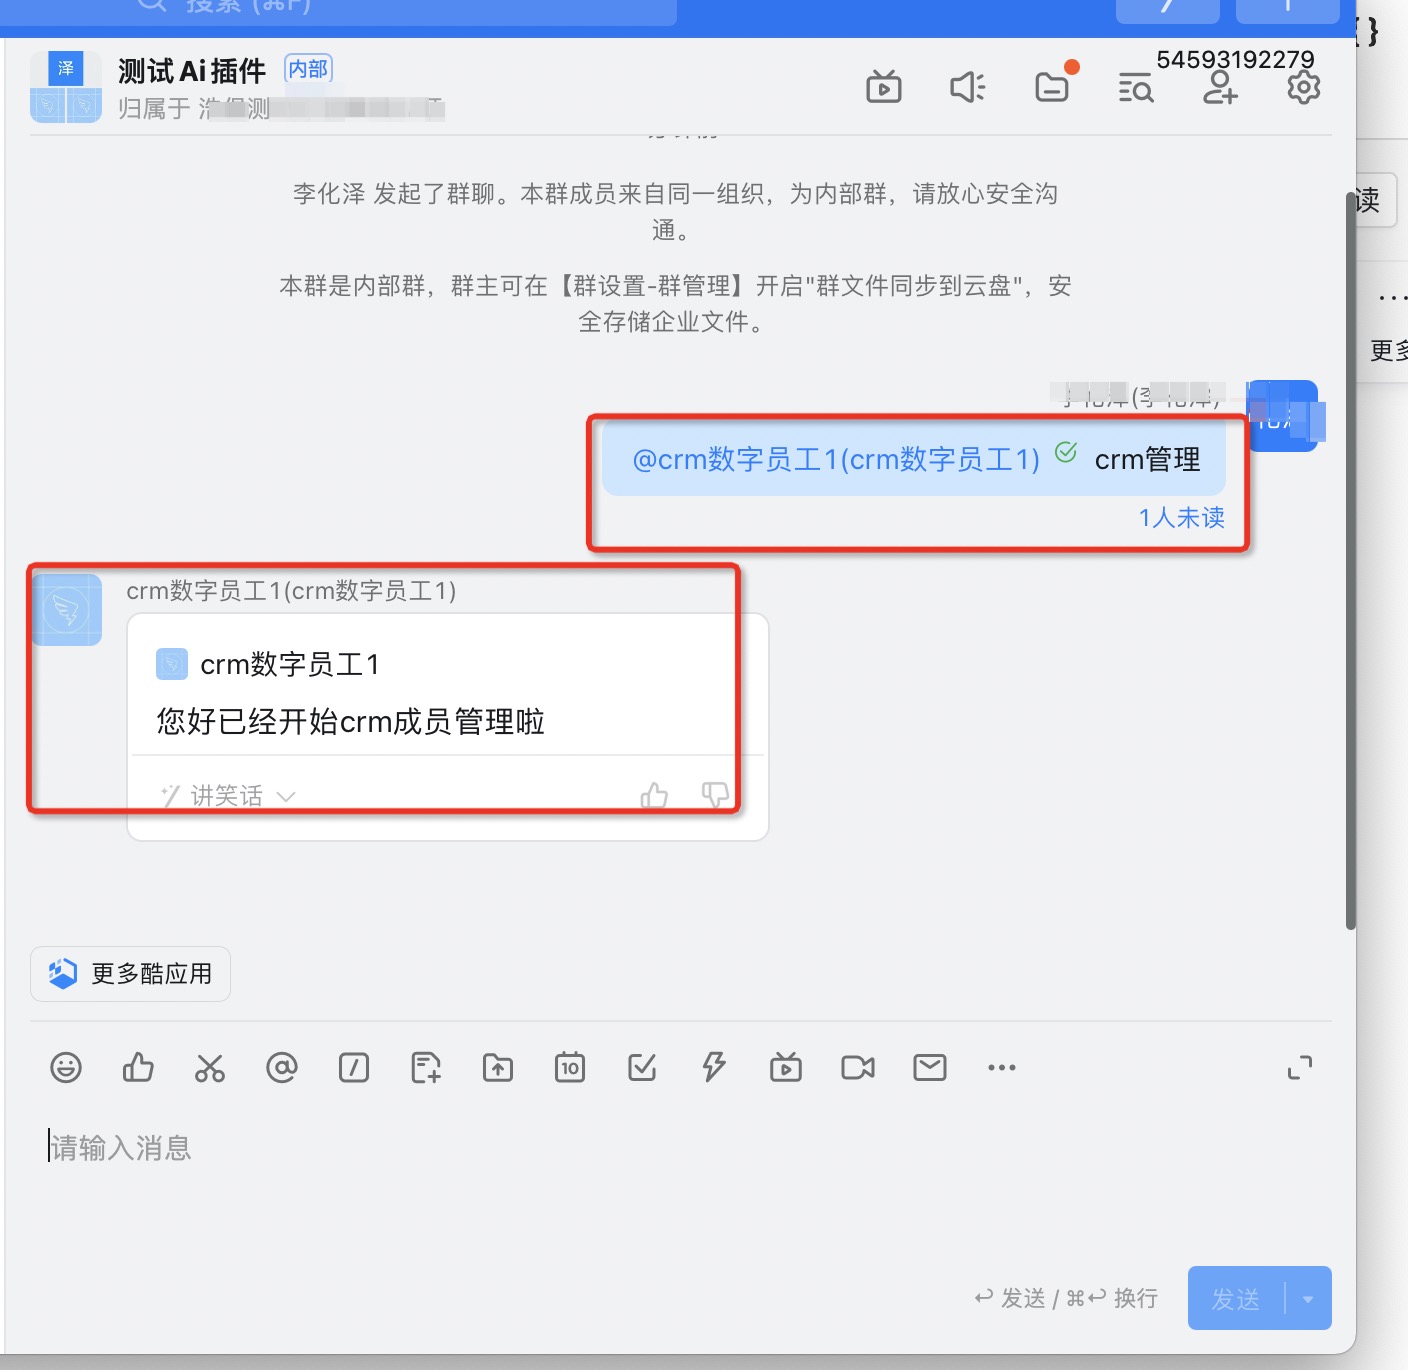 搜索 (⌘F)
54593192279
泽
测试Ai插件 内部
归属于
李化泽 发起了群聊。本群成员来自同一组织，为内部群，请放心安全沟
通。
本群是内部群，群主可在【群设置-群管理】开启"群文件同步到云盘"，安
全存储企业文件。
@crm数字员工1(crm数字员工1) crm管理
1人未读
crm数字员工1(crm数字员工1)
crm数字员工1
您好已经开始crm成员管理啦
讲笑话
更多酷应用
10
请输入消息
发送 / ⌘ 换行
发送
读
更多